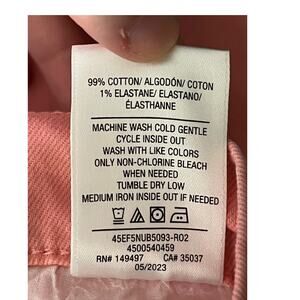 99% COTTON/ ALGODÓN/ COTON
1% ELASTANE/ ELASTANO/
ÉLASTHANNE
MACHINE WASH COLD GENTLE
CYCLE INSIDE OUT
WASH WITH LIKE COLORS
ONLY NON-CHLORINE BLEACH
WHEN NEEDED
TUMBLE DRY LOW
MEDIUM IRON INSIDE OUT IF NEEDED
45EF5NUB5093-R02
4500540459
RN# 149497 CA# 35037
05/2023